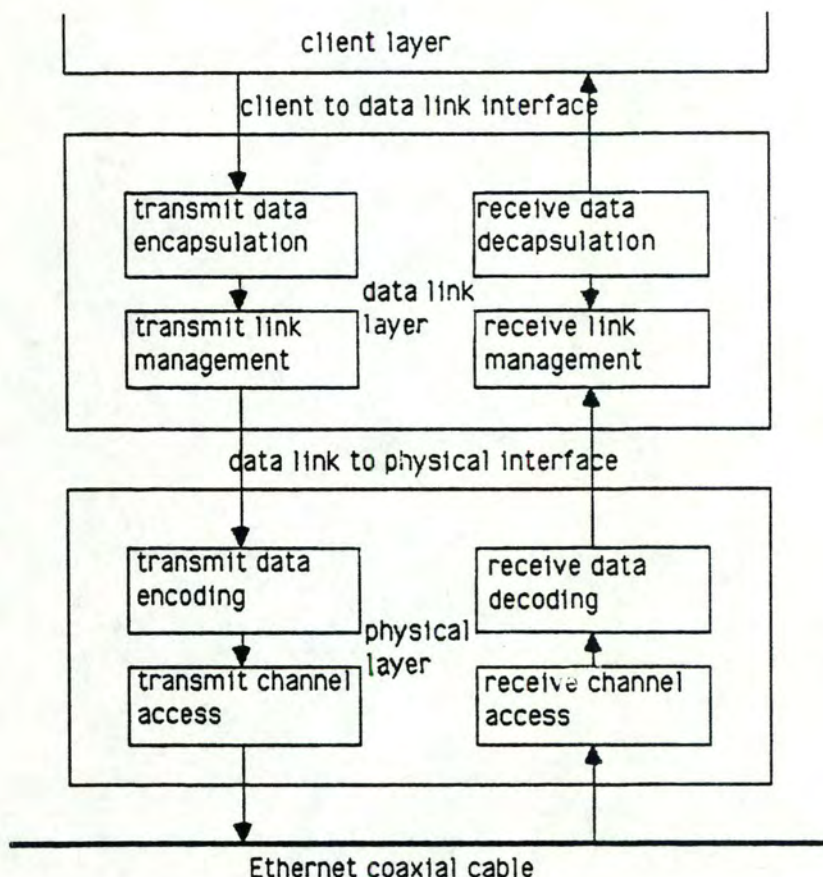 client layer
client to data link interface
transmit data
encapsulation
receive data
decapsulation
data link
layer
transmit link
management
receive link
management
data link to physical interface
transmit data
encoding
receive data
decoding
physical
layer
transmit channel
access
receive channel
access
Ethernet coaxial cable